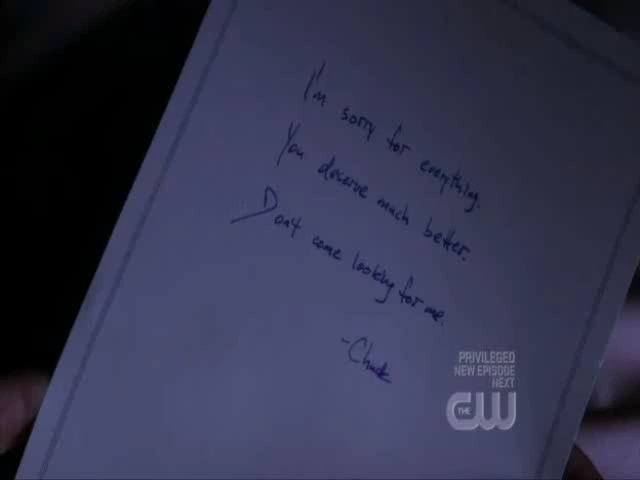 I'm sorry for everything.
You deserve much better.
Don't come looking for me.
-Chuck
PRIVILEGED
NEW EPISODE
NEXT
THE CW